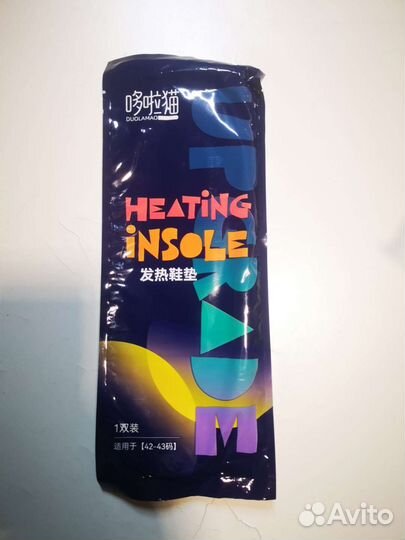 哆啦猫
DUOLAMAO
UPGRADE
HEATiNG
iNSOLE
发热鞋垫
1双装
适用于【42-43码】
Avito